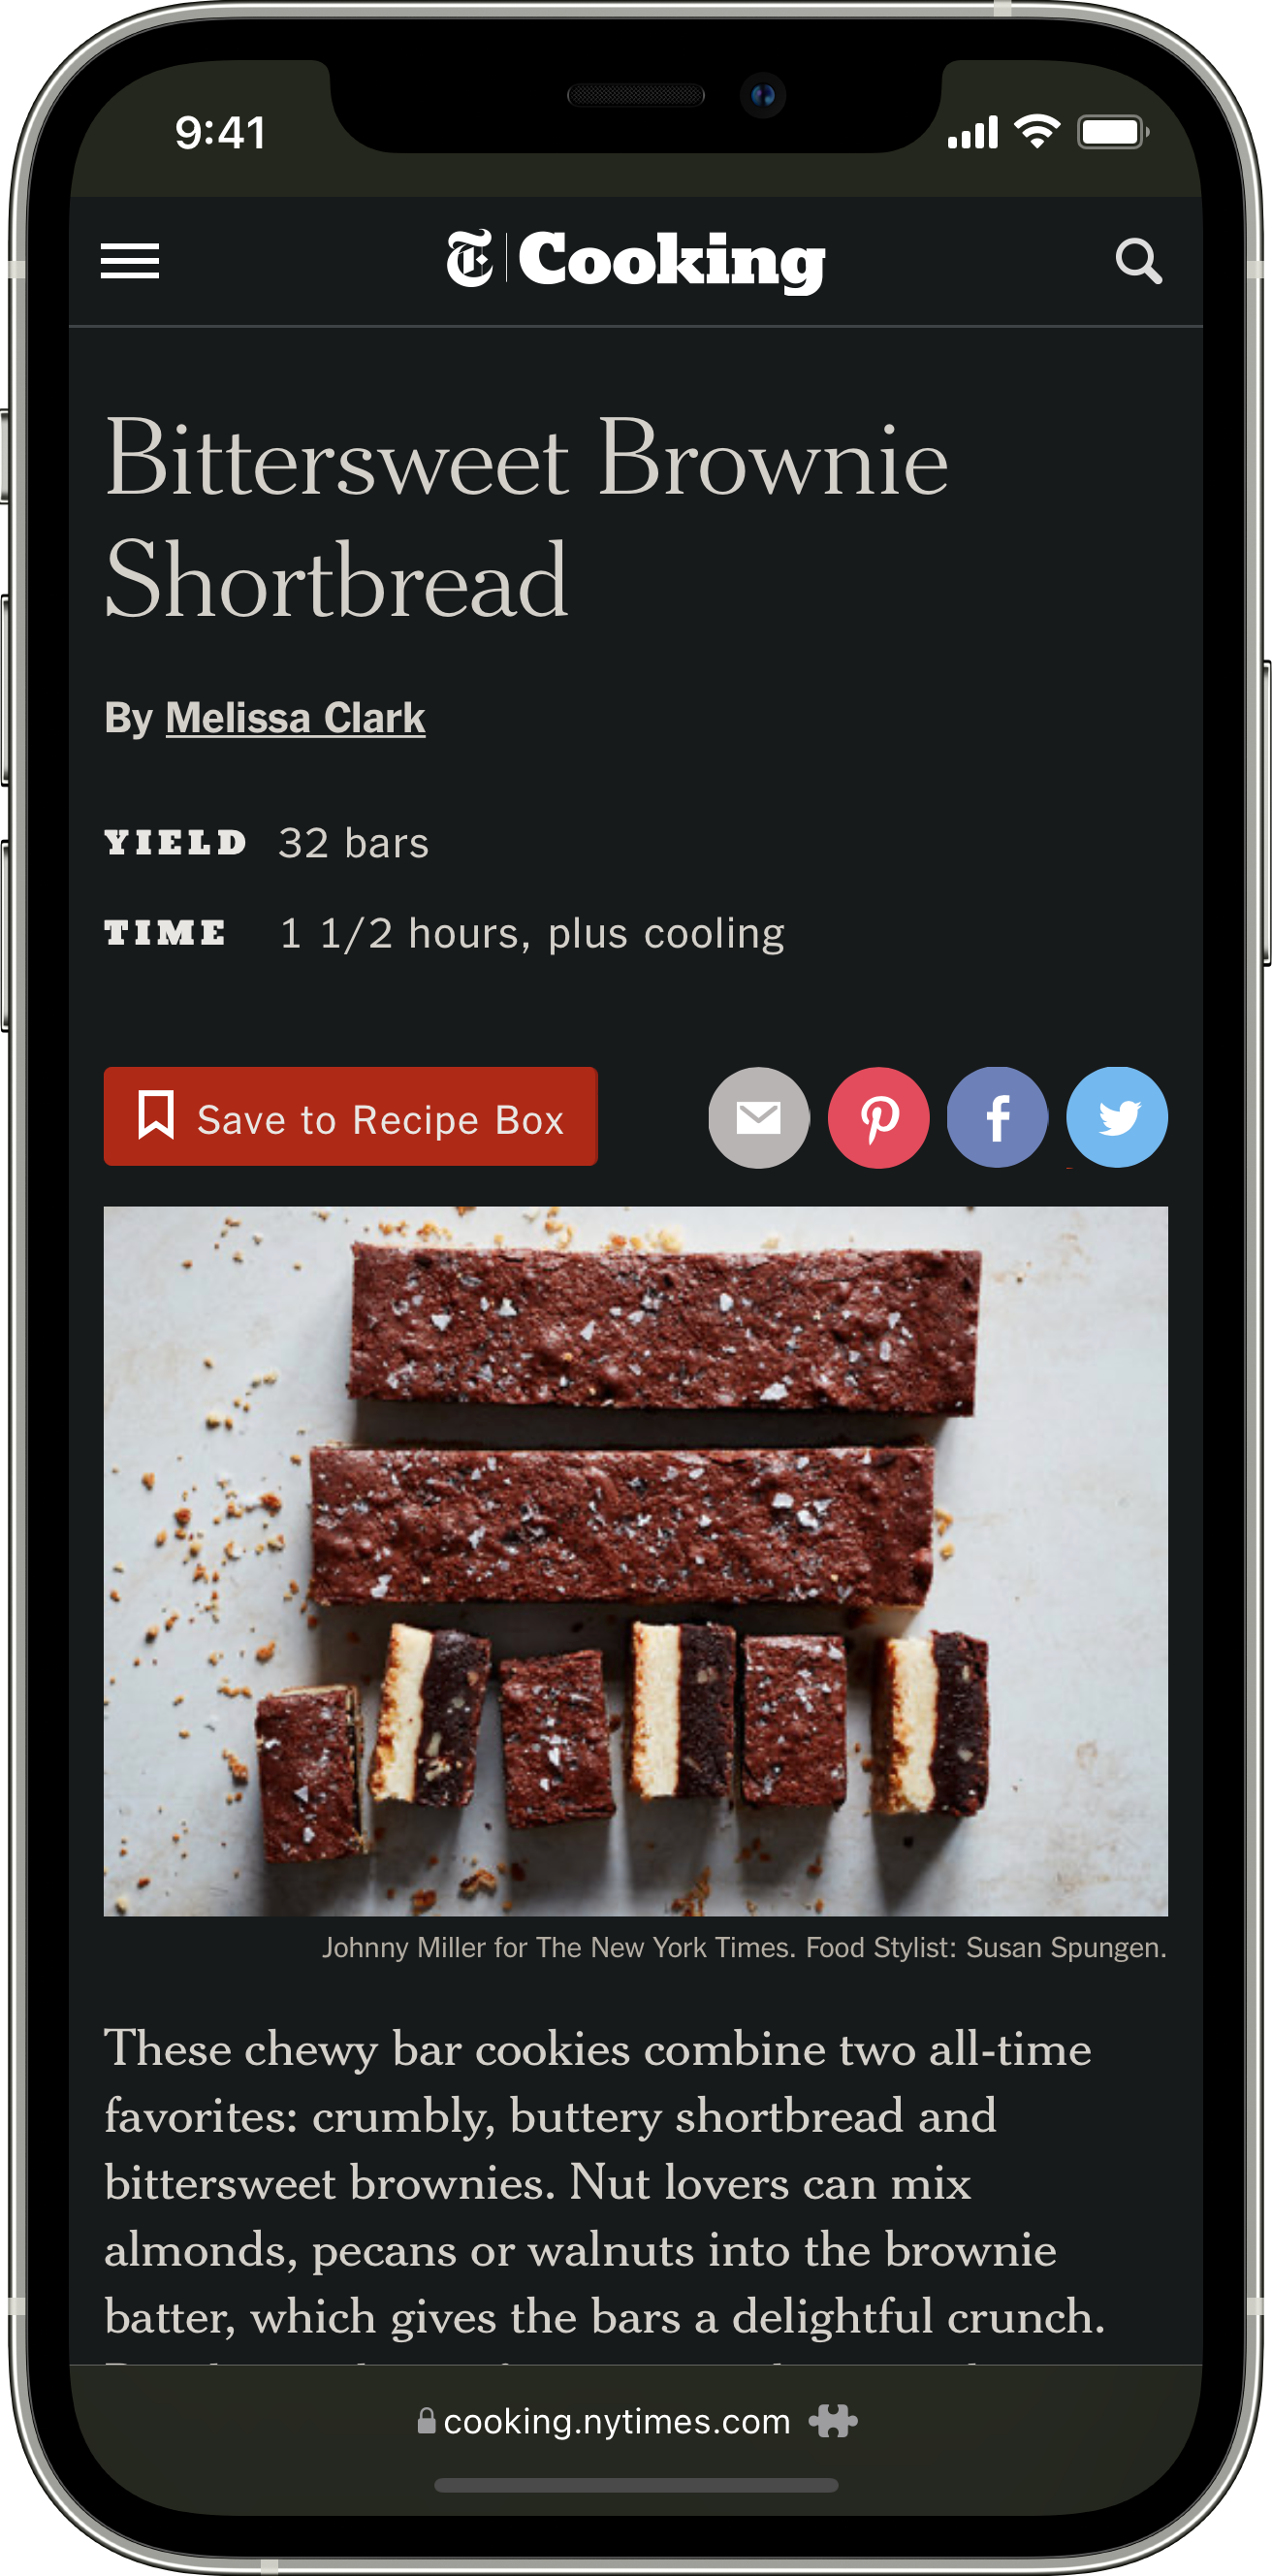 9:41
T Cooking
Bittersweet Brownie
Shortbread
By Melissa Clark
YIELD 32 bars
TIME 1 1/2 hours, plus cooling
Save to Recipe Box
Johnny Miller for The New York Times. Food Stylist: Susan Spungen.
These chewy bar cookies combine two all-time
favorites: crumbly, buttery shortbread and
bittersweet brownies. Nut lovers can mix
almonds, pecans or walnuts into the brownie
batter, which gives the bars a delightful crunch.
cooking.nytimes.com